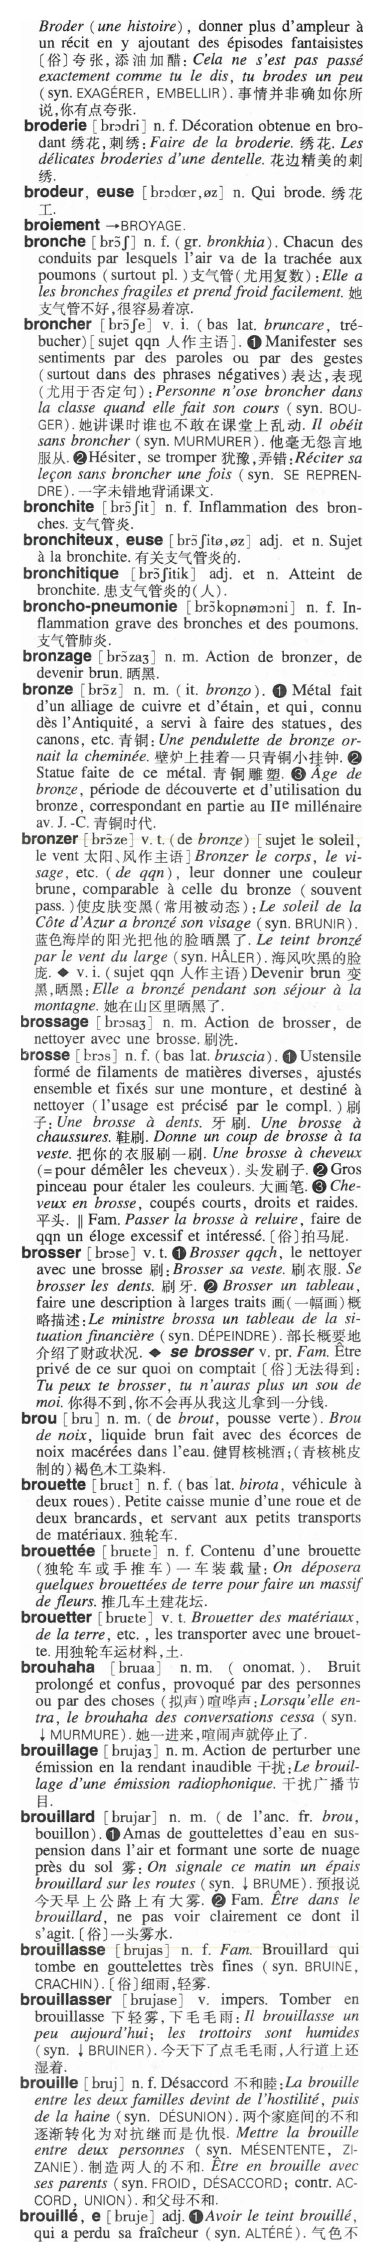 Broder (une histoire), donner plus d'ampleur à
un récit en y ajoutant des épisodes fantaisistes
〔俗〕夸张, 添油加醋: Cela ne s'est pas passé
exactement comme tu le dis, tu brodes un peu
(syn. EXAGÉRER, EMBELLIR). 事情并非确如你所
说,你有点夸张.
broderie [brɔdri] n. f. Décoration obtenue en bro-
dant 绣花,刺绣: Faire de la broderie. 绣花. Les
délicates broderies d'une dentelle. 花边精美的刺
绣.
brodeur, euse [brɔdœr,øz] n. Qui brode. 绣花
工.
broiement →BROYAGE.
bronche [brɔ̃ʃ] n. f. (gr. bronkhia). Chacun des
conduits par lesquels l'air va de la trachée aux
poumons (surtout pl.)支气管(尤用复数): Elle a
les bronches fragiles et prend froid facilement. 她
支气管不好,很容易着凉.
broncher [brɔ̃ʃe] v. i. (bas lat. bruncare, tré-
bucher)[sujet qqn 人作主语]. ❶Manifester ses
sentiments par des paroles ou par des gestes
(surtout dans des phrases négatives) 表达,表现
(尤用于否定句): Personne n'ose broncher dans
la classe quand elle fait son cours (syn. BOU-
GER). 她讲课时谁也不敢在课堂上乱动. Il obéit
sans broncher (syn. MURMURER). 他毫无怨言地
服从. ❷Hésiter, se tromper 犹豫,弄错:Réciter sa
leçon sans broncher une fois (syn. SE REPREN-
DRE). 一字未错地背诵课文.
bronchite [brɔ̃ʃit] n. f. Inflammation des bron-
ches. 支气管炎.
bronchiteux, euse [brɔ̃ʃitø,øz] adj. et n. Sujet
à la bronchite. 有关支气管炎的.
bronchitique [brɔ̃ʃitik] adj. et n. Atteint de
bronchite. 患支气管炎的(人).
broncho-pneumonie [brɔ̃kopnømɔni] n. f. In-
flammation grave des bronches et des poumons.
支气管肺炎.
bronzage [brɔ̃zaʒ] n. m. Action de bronzer, de
devenir brun. 晒黑.
bronze [brɔ̃z] n. m. (it. bronzo). ❶ Métal fait
d'un alliage de cuivre et d'étain, et qui, connu
dès l'Antiquité, a servi à faire des statues, des
canons, etc. 青铜: Une pendulette de bronze or-
nait la cheminée. 壁炉上挂着一只青铜小挂钟. ❷
Statue faite de ce métal. 青铜雕塑. ❸ Âge de
bronze, période de découverte et d'utilisation du
bronze, correspondant en partie au IIe millénaire
av. J. -C. 青铜时代.
bronzer [brɔ̃ze] v. t. (de bronze) [sujet le soleil,
le vent 太阳、风作主语] Bronzer le corps, le vi-
sage, etc. (de qqn), leur donner une couleur
brune, comparable à celle du bronze (souvent
pass.)使皮肤变黑(常用被动态): Le soleil de la
Côte d'Azur a bronzé son visage (syn. BRUNIR).
蓝色海岸的阳光把他的脸晒黑了. Le teint bronzé
par le vent du large (syn. HÂLER). 海风吹黑的脸
庞. ◆ v. i. (sujet qqn 人作主语) Devenir brun 变
黑,晒黑: Elle a bronzé pendant son séjour à la
montagne. 她在山区里晒黑了.
brossage [brɔsaʒ] n. m. Action de brosser, de
nettoyer avec une brosse. 刷洗.
brosse [brɔs] n. f. (bas lat. bruscia). ❶Ustensile
formé de filaments de matières diverses, ajustés
ensemble et fixés sur une monture, et destiné à
nettoyer (l'usage est précisé par le compl.) 刷
子: Une brosse à dents. 牙刷. Une brosse à
chaussures. 鞋刷. Donne un coup de brosse à ta
veste. 把你的衣服刷一刷. Une brosse à cheveux
(=pour démêler les cheveux). 头发刷子. ❷ Gros
pinceau pour étaler les couleurs. 大画笔. ❸ Che-
veux en brosse, coupés courts, droits et raides.
平头. ‖ Fam. Passer la brosse à reluire, faire de
qqn un éloge excessif et intéressé. 〔俗〕拍马屁.
brosser [brɔse] v. t. ❶ Brosser qqch, le nettoyer
avec une brosse 刷: Brosser sa veste. 刷衣服. Se
brosser les dents. 刷牙. ❷ Brosser un tableau,
faire une description à larges traits 画(一幅画)概
略描述: Le ministre brossa un tableau de la si-
tuation financière (syn. DÉPEINDRE). 部长概要地
介绍了财政状况. ◆ se brosser v. pr. Fam. Être
privé de ce sur quoi on comptait 〔俗〕无法得到:
Tu peux te brosser, tu n'auras plus un sou de
moi. 你得不到,你不会再从我这儿拿到一分钱.
brou [bru] n. m. (de brout, pousse verte). Brou
de noix, liquide brun fait avec des écorces de
noix macérées dans l'eau. 健胃核桃酒;(青核桃皮
制的)褐色木工染料.
brouette [bruɛt] n. f. (bas lat. birota, véhicule à
deux roues). Petite caisse munie d'une roue et de
deux brancards, et servant aux petits transports
de matériaux. 独轮车.
brouettée [bruɛte] n. f. Contenu d'une brouette
(独轮车或手推车)一车装载量: On déposera
quelques brouettées de terre pour faire un massif
de fleurs. 推几车土建花坛.
brouetter [bruɛte] v. t. Brouetter des matériaux,
de la terre, etc. , les transporter avec une brouet-
te. 用独轮车运材料,土.
brouhaha [bruaa] n. m. ( onomat. ). Bruit
prolongé et confus, provoqué par des personnes
ou par des choses (拟声)喧哗声: Lorsqu'elle en-
tra, le brouhaha des conversations cessa (syn.
↓MURMURE). 她一进来,喧闹声就停止了.
brouillage [brujaʒ] n. m. Action de perturber une
émission en la rendant inaudible 干扰: Le brouil-
lage d'une émission radiophonique. 干扰广播节
目.
brouillard [brujar] n. m. ( de l'anc. fr. brou,
bouillon). ❶Amas de gouttelettes d'eau en sus-
pension dans l'air et formant une sorte de nuage
près du sol 雾: On signale ce matin un épais
brouillard sur les routes (syn. ↓BRUME). 预报说
今天早上公路上有大雾. ❷ Fam. Être dans le
brouillard, ne pas voir clairement ce dont il
s'agit. 〔俗〕一头雾水.
brouillasse [brujas] n. f. Fam. Brouillard qui
tombe en gouttelettes très fines (syn. BRUINE,
CRACHIN). 〔俗〕细雨,轻雾.
brouillasser [brujase] v. impers. Tomber en
brouillasse 下轻雾,下毛毛雨: Il brouillasse un
peu aujourd'hui; les trottoirs sont humides
(syn. ↓BRUINER). 今天下了点毛毛雨,人行道上还
湿着.
brouille [bruj] n. f. Désaccord 不和睦: La brouille
entre les deux familles devint de l'hostilité, puis
de la haine (syn. DÉSUNION). 两个家庭间的不和
逐渐转化为对抗继而是仇恨. Mettre la brouille
entre deux personnes (syn. MÉSENTENTE, ZI-
ZANIE). 制造两人的不和. Être en brouille avec
ses parents (syn. FROID, DÉSACCORD; contr. AC-
CORD, UNION). 和父母不和.
brouillé, e [bruje] adj. ❶Avoir le teint brouillé,
qui a perdu sa fraîcheur (syn. ALTÉRÉ). 气色不